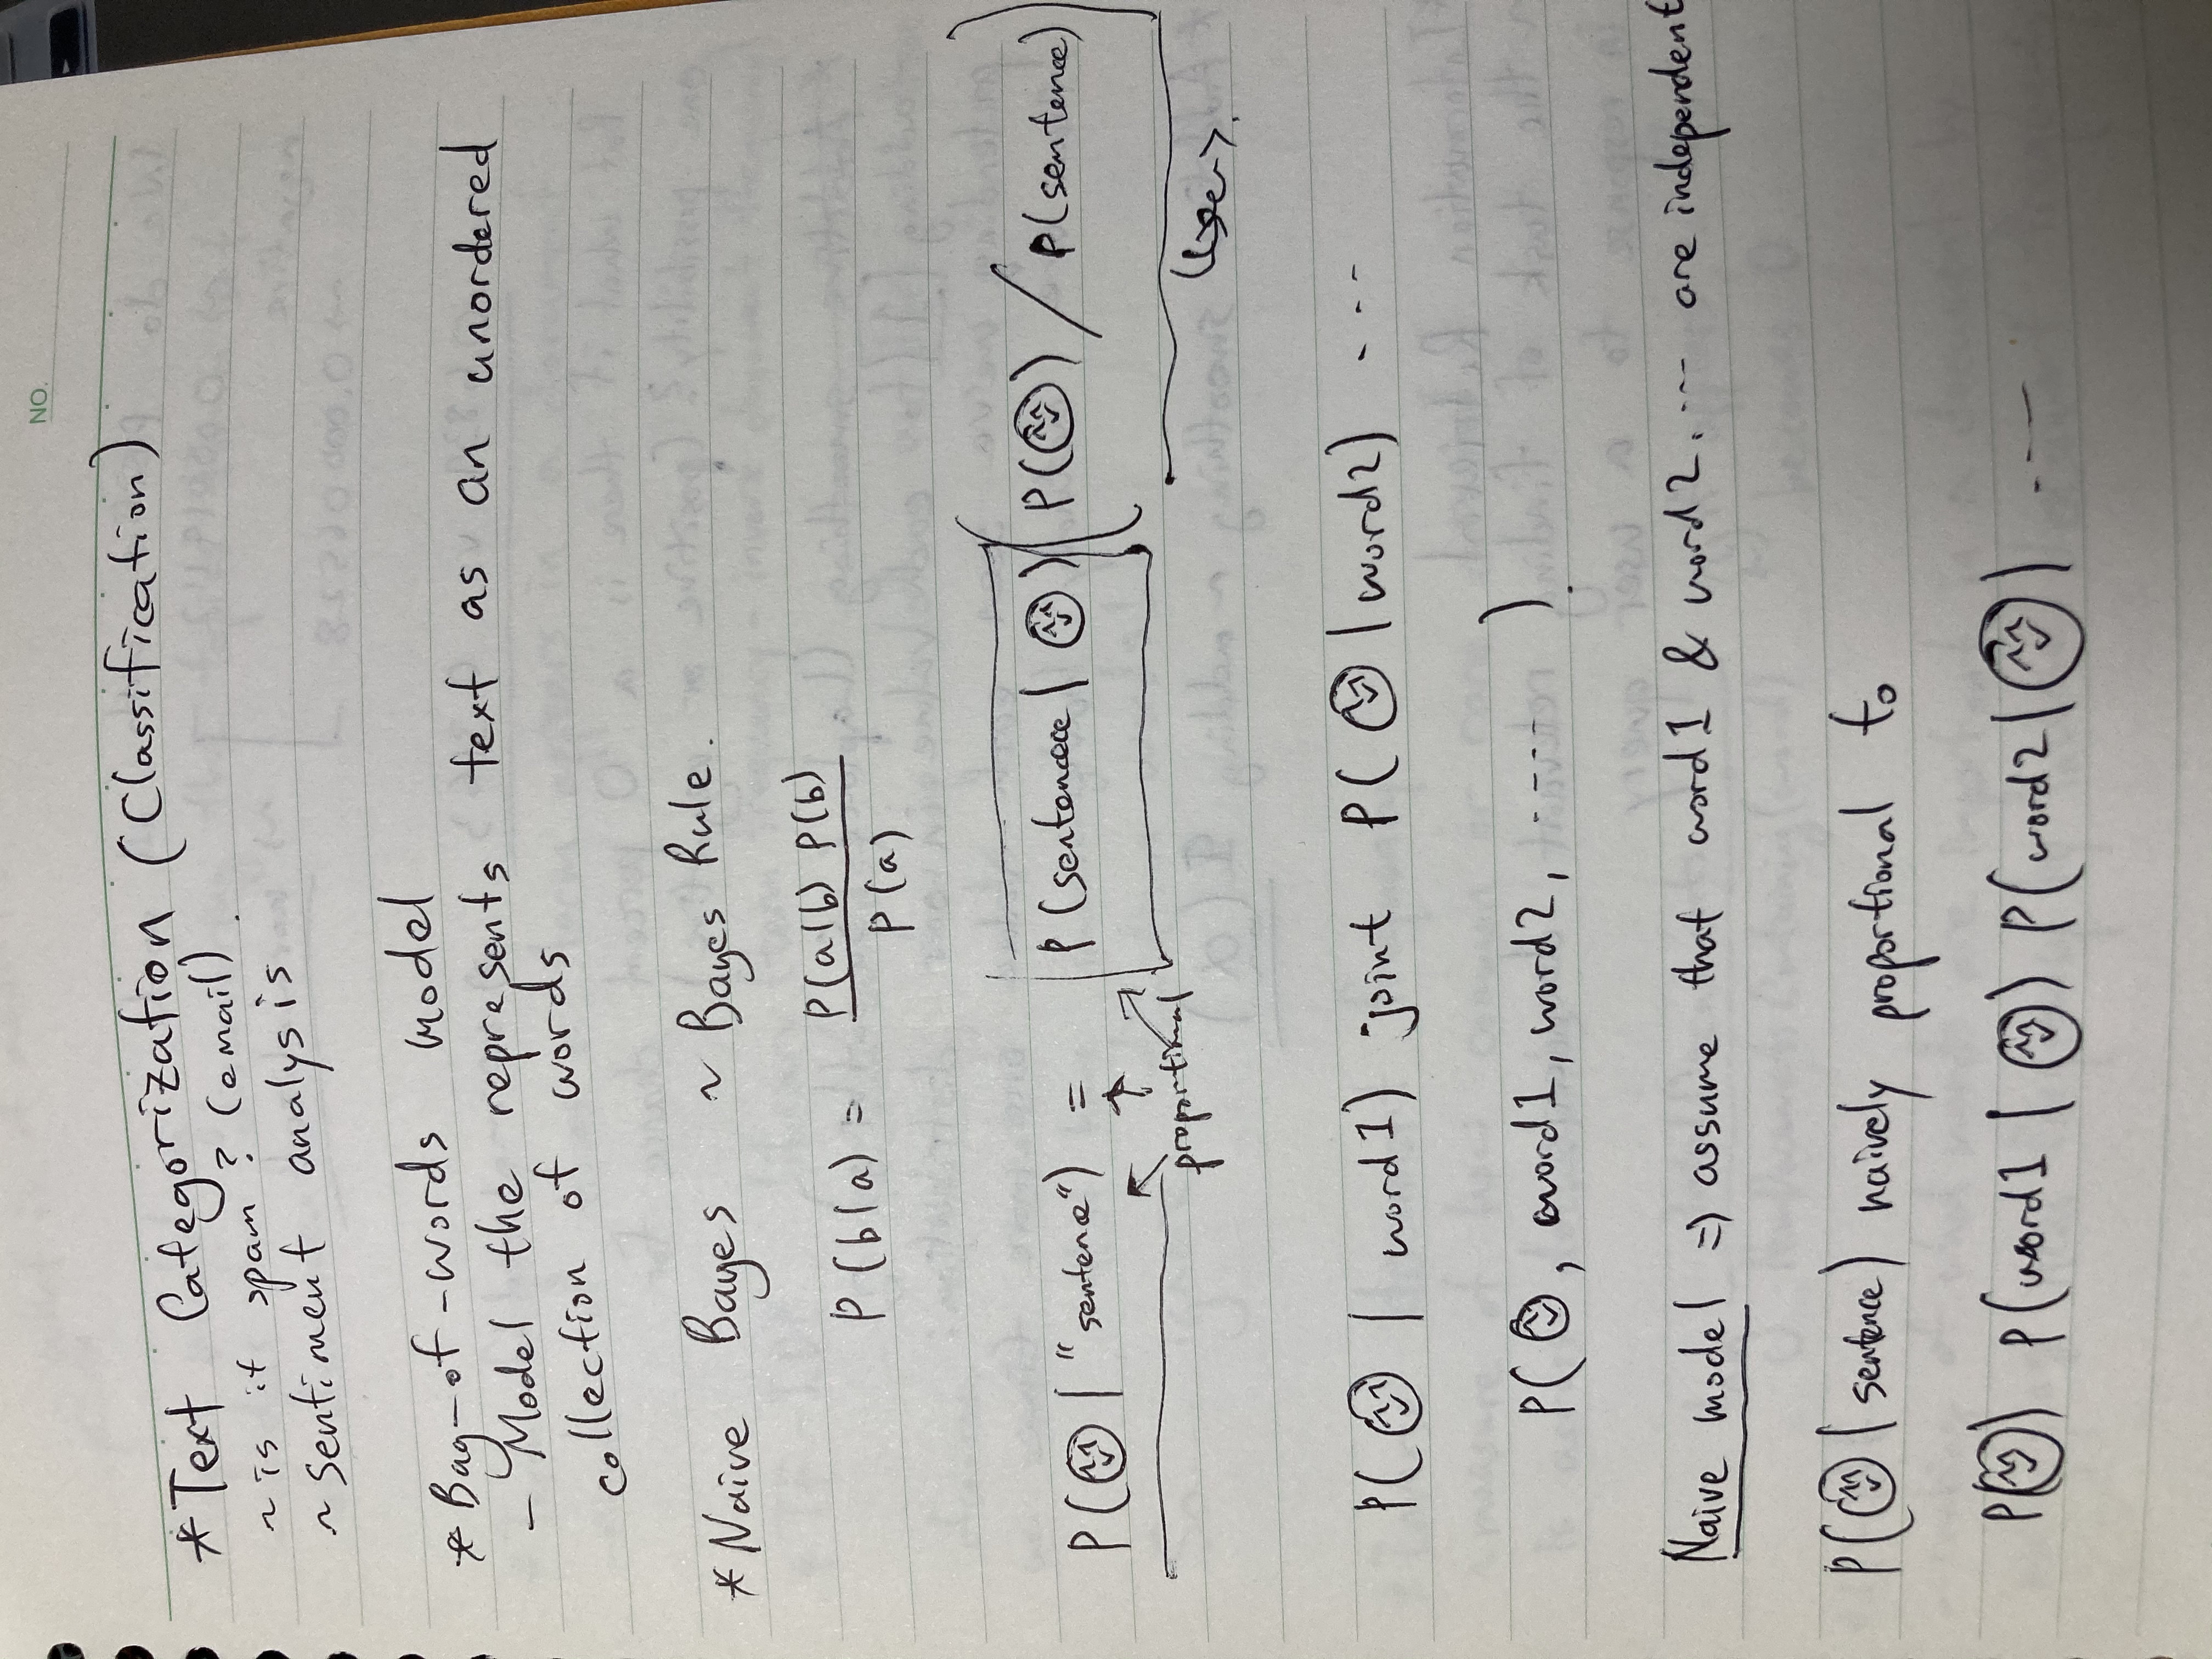 NO.
* Text Categorization (Classification)
~ is it spam? (email).
~ Sentiment analysis
* Bag-of-words model
- Model the represents text as an unordered
collection of words
* Naive Bayes ~ Bayes Rule.
P(b|a) = P(a|b) P(b)
P(a)
P(😊 | "sentence") = P(sentencece | 😊) (P(😊) / P(sentence))
proportional
P(😊 | word1) joint P(😊 | word2) ...
P(😊, word1, word2, ..... ).
Naive model => assume that word1 & word2. ... are independent
P(😊 | sentence) naively proportional to
P(😊) P(word1 | 😊) P(word2 | 😊) ....